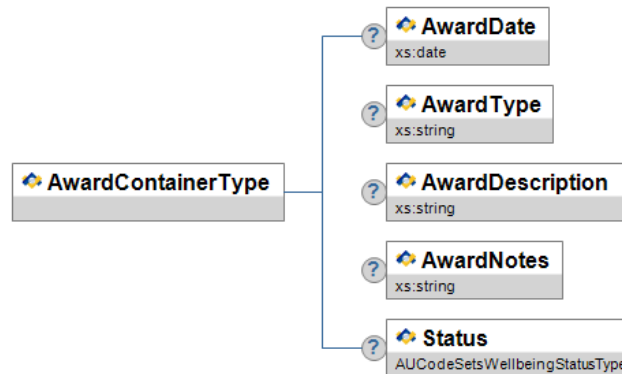 AwardDate
xs:date
?
AwardType
xs:string
?
AwardContainerType
AwardDescription
xs:string
?
AwardNotes
xs:string
?
Status
AUCodeSetsWellbeingStatusType
?